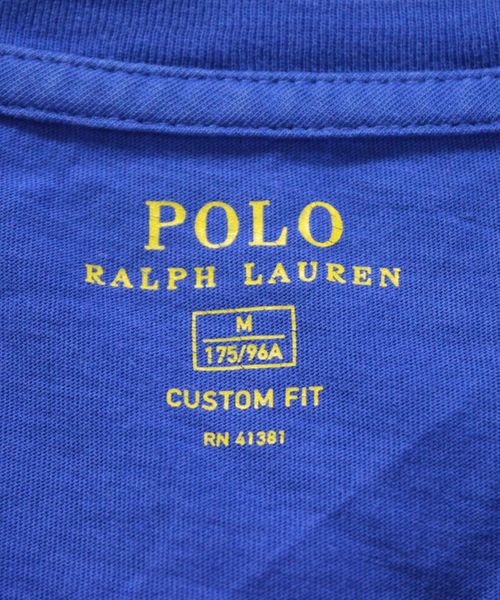 POLO
RALPH LAUREN
M
175/96A
CUSTOM FIT
RN 41381